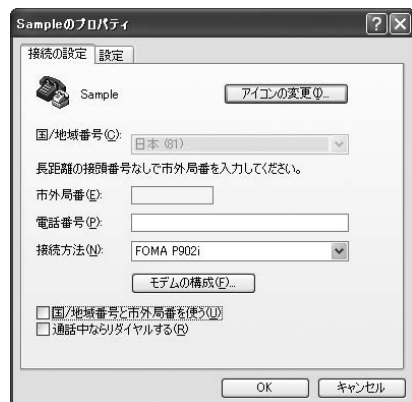 Sampleのプロパティ
接続の設定 設定
Sample アイコンの変更(I)...
国/地域番号(C): 日本 (81)
長距離の接頭番号なしで市外局番を入力してください。
市外局番(E):
電話番号(P):
接続方法(N): FOMA P902i
モデムの構成(F)...
国/地域番号と市外局番を使う(U)
通話中ならリダイヤルする(R)
OK キャンセル